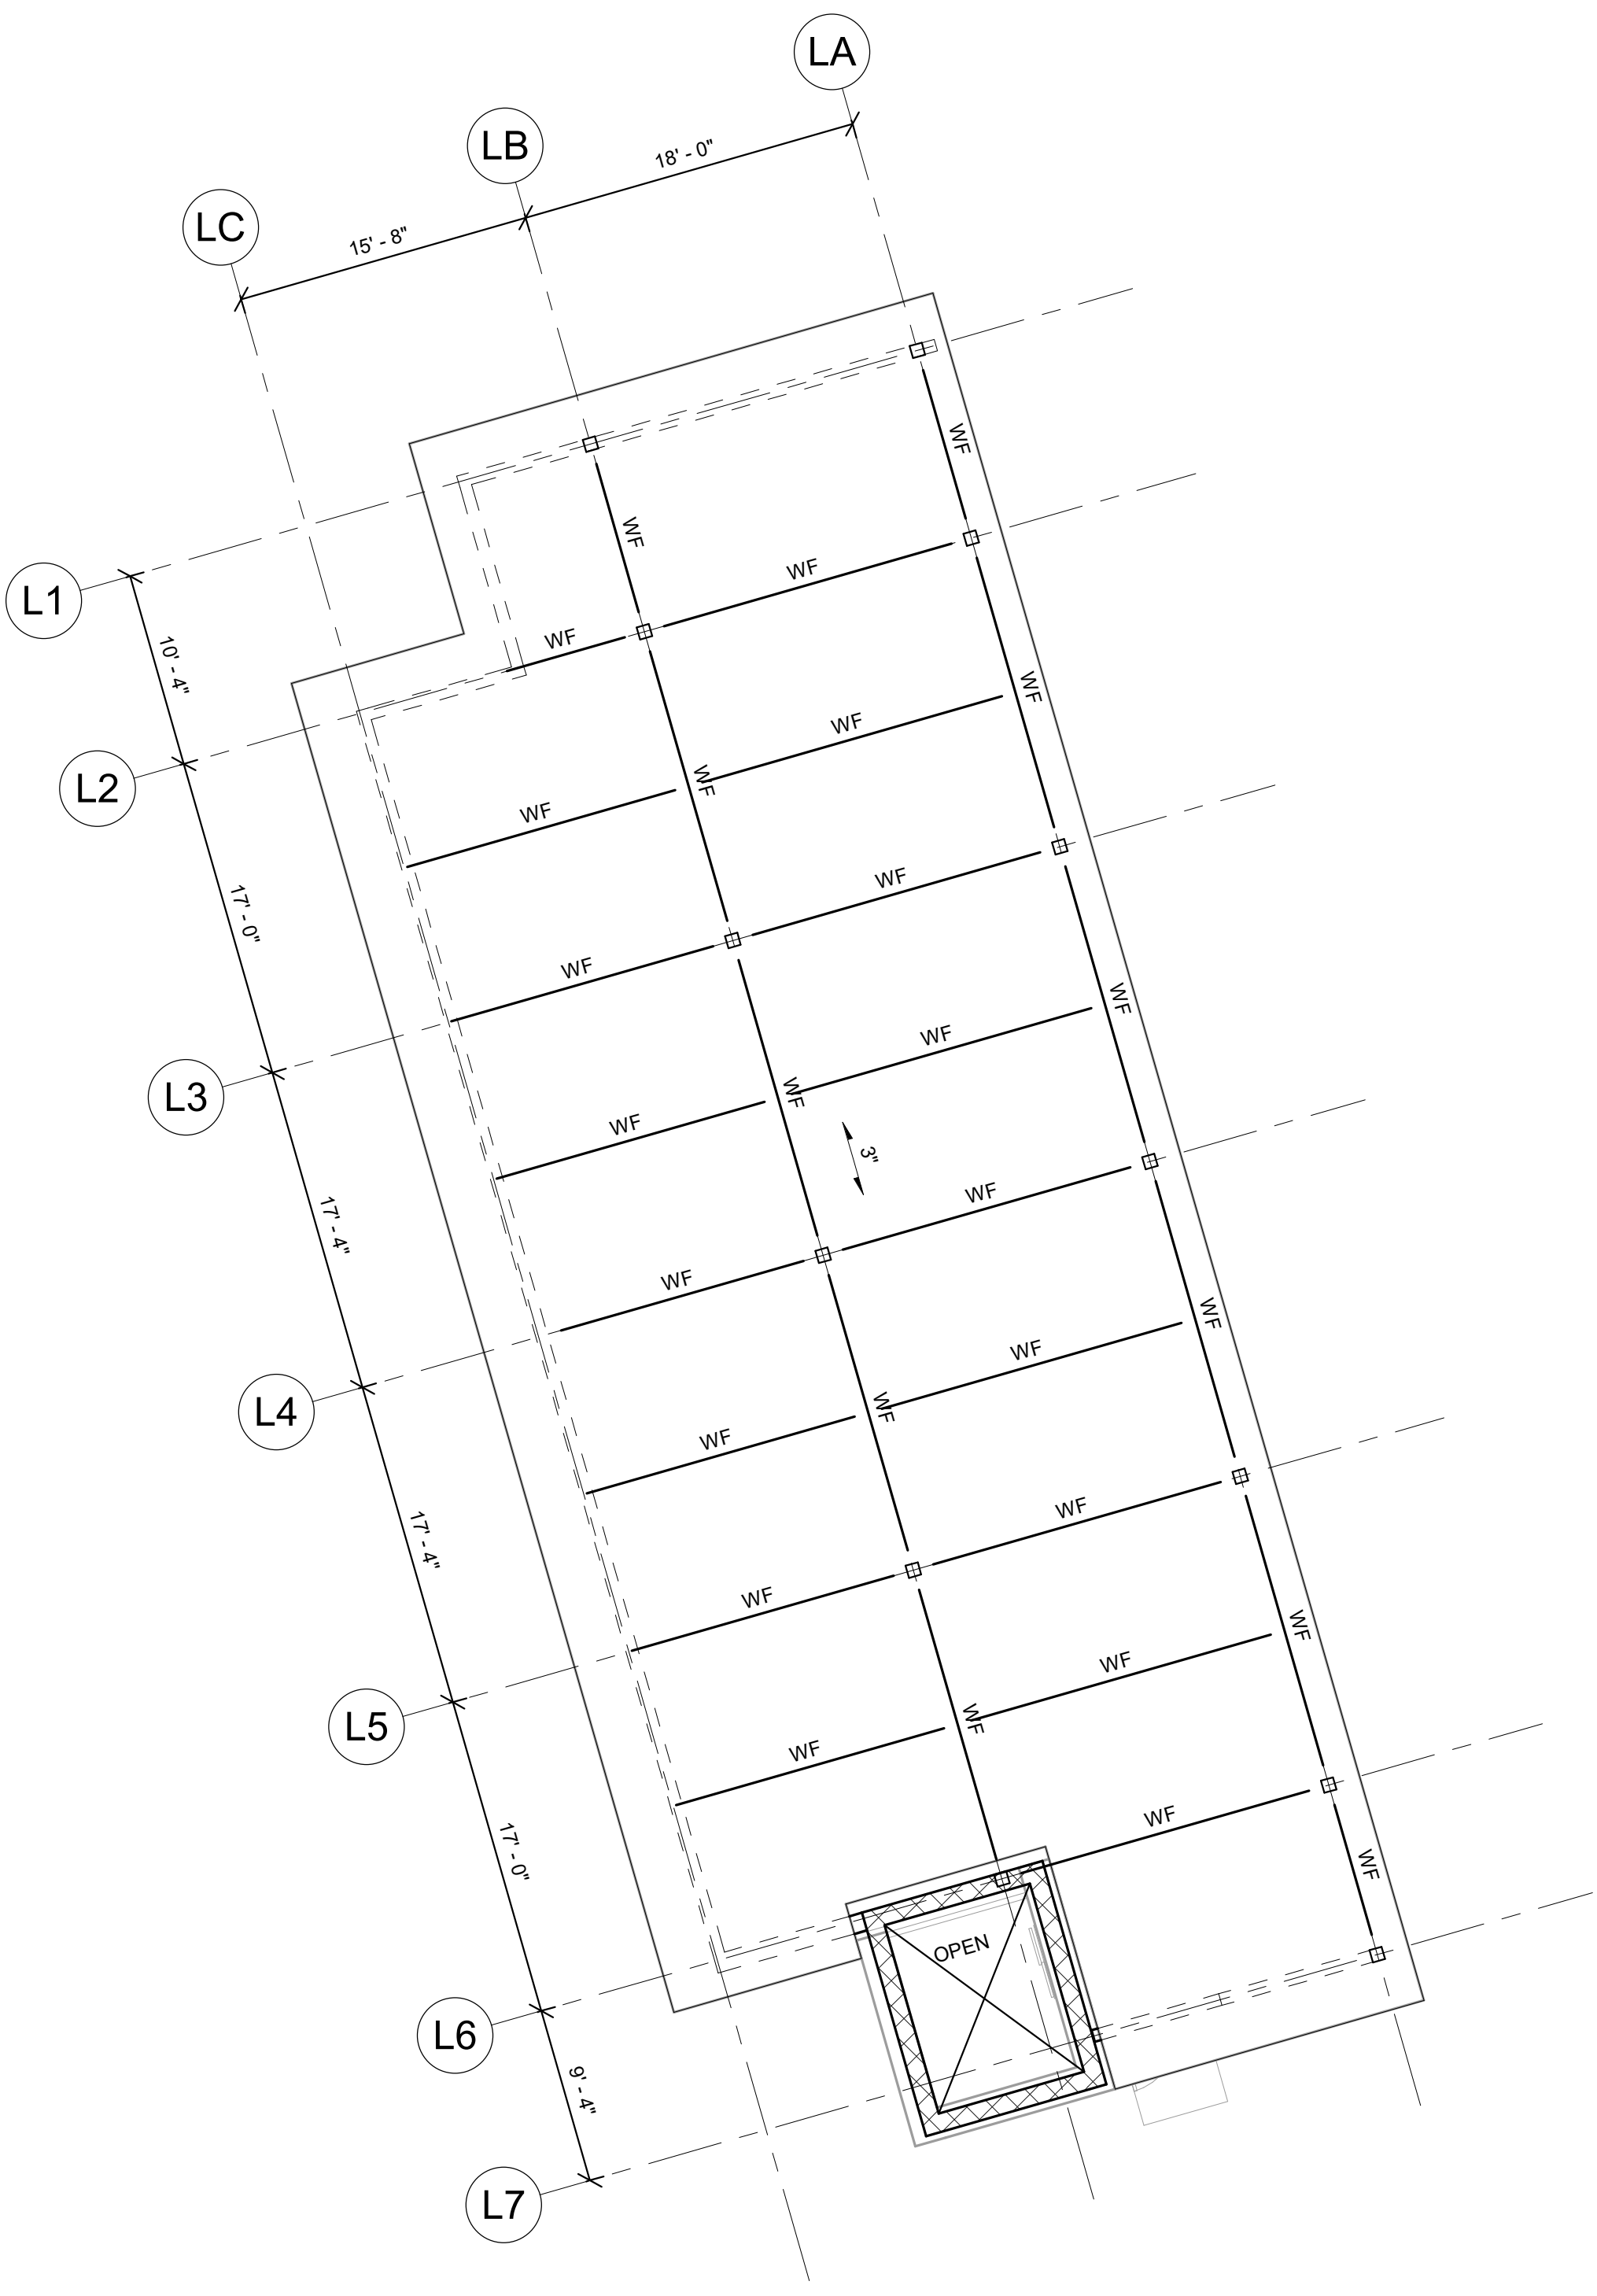 LA
LB
18' - 0"
LC
15' - 8"
WF
WF
WF
L1
WF
10' - 4"
WF
WF
L2
WF
WF
WF
17' - 0"
WF
WF
WF
L3
WF
WF
3"
17' - 4"
WF
WF
WF
L4
WF
WF
WF
17' - 4"
WF
WF
WF
L5
WF
WF
WF
17' - 0"
WF
WF
OPEN
L6
9' - 4"
L7